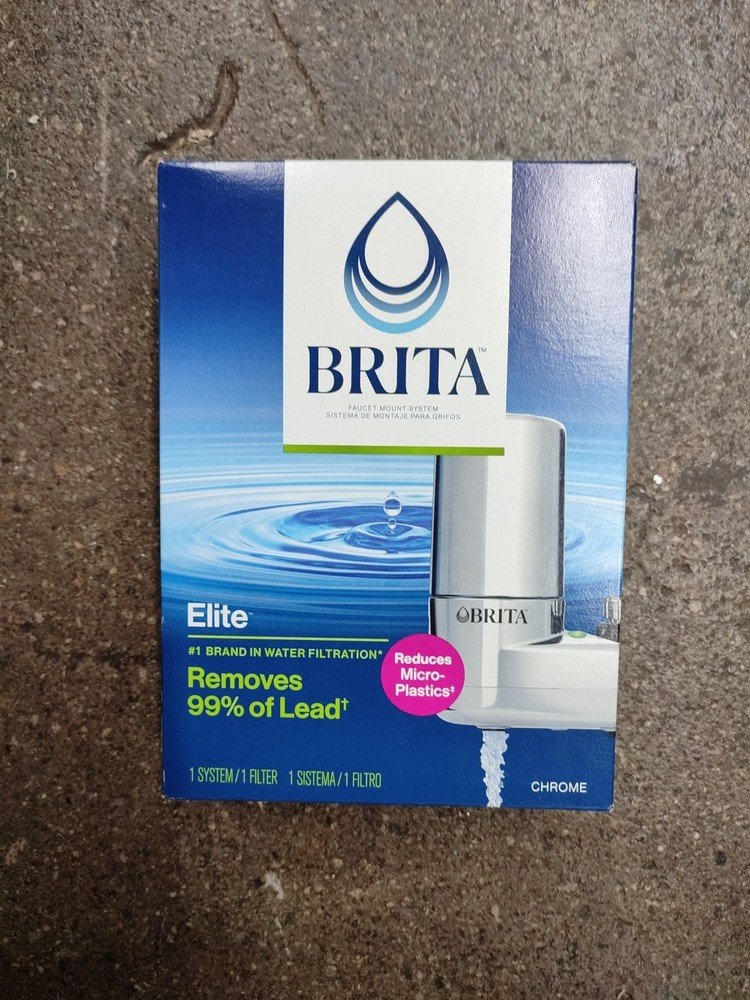 BRITA™
FAUCET MOUNT SYSTEM
SISTEMA DE MONTAJE PARA GRIFOS
BRITA
Elite™
#1 BRAND IN WATER FILTRATION*
Removes
99% of Lead†
Reduces
Micro-
Plastics‡
1 SYSTEM / 1 FILTER 1 SISTEMA / 1 FILTRO
CHROME